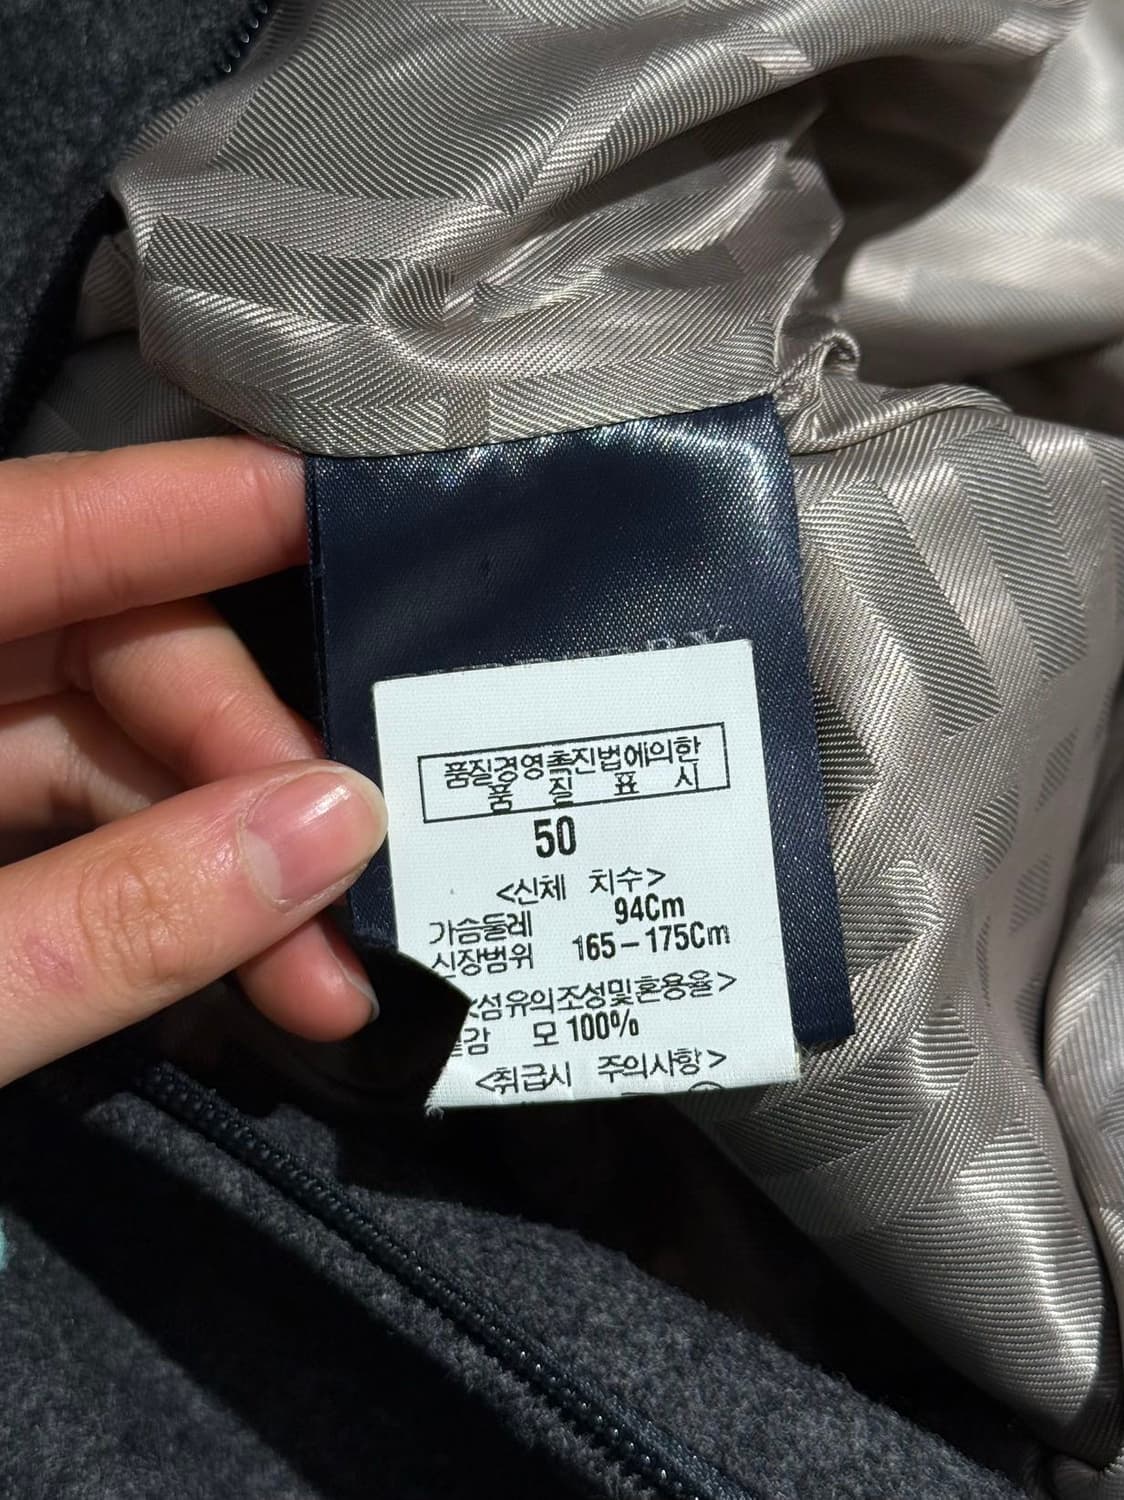 품질경영촉진법에의한
품 질 표 시
50
<신체 치수>
가슴둘레 94Cm
신장범위 165-175Cm
<섬유의조성및혼용율>
모 100%
<취급시 주의사항>